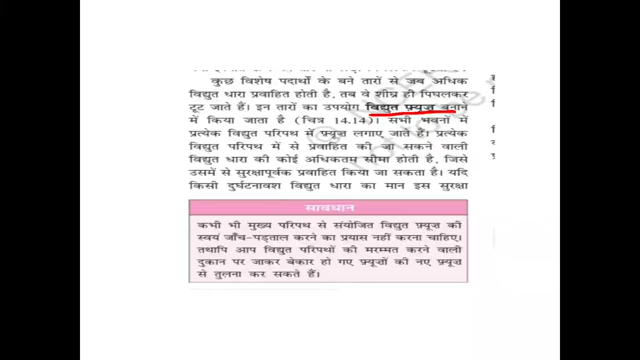 कुछ विशेष पदार्थों के बने तारों से जब अधिक
विद्युत धारा प्रवाहित होती है, तब वे शीघ्र ही पिघलकर
टूट जाते हैं। इन तारों का उपयोग विद्युत फ़्यूज़ बनाने
में किया जाता है (चित्र 14.14)। सभी भवनों में
प्रत्येक विद्युत परिपथ में फ़्यूज़ लगाए जाते हैं। प्रत्येक
विद्युत परिपथ में से प्रवाहित की जा सकने वाली
विद्युत धारा की कोई अधिकतम सीमा होती है, जिसे
उसमें से सुरक्षापूर्वक प्रवाहित किया जा सकता है। यदि
किसी दुर्घटनावश विद्युत धारा का मान इस सुरक्षा
सावधान
कभी भी मुख्य परिपथ से संयोजित विद्युत फ़्यूज़ की
स्वयं जाँच-पड़ताल करने का प्रयास नहीं करना चाहिए।
तथापि आप विद्युत परिपथों की मरम्मत करने वाली
दुकान पर जाकर बेकार हो गए फ़्यूज़ों की नए फ़्यूज़
से तुलना कर सकते हैं।